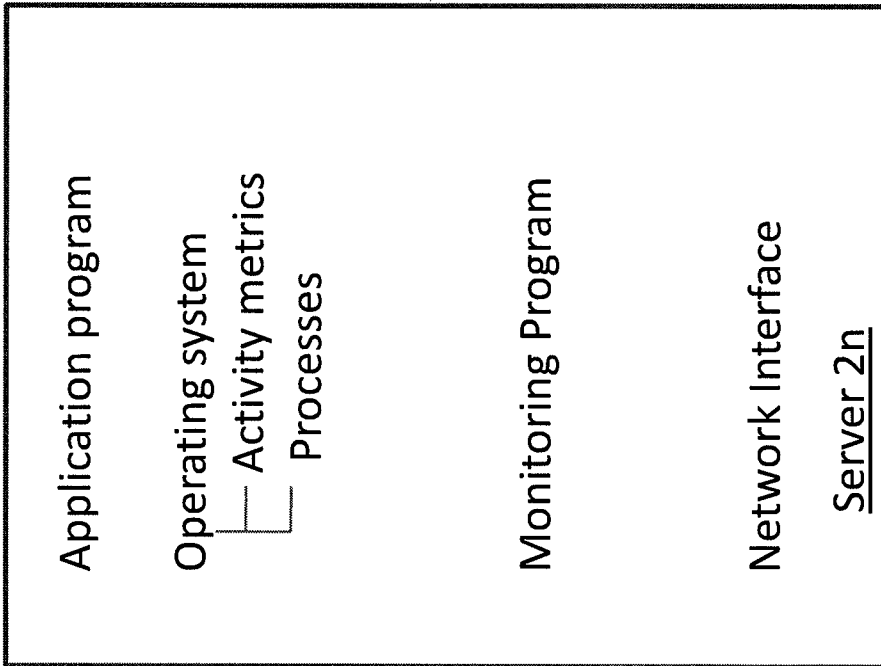 Application program
Operating system
Activity metrics
Processes
Monitoring Program
Network Interface
Server 2n